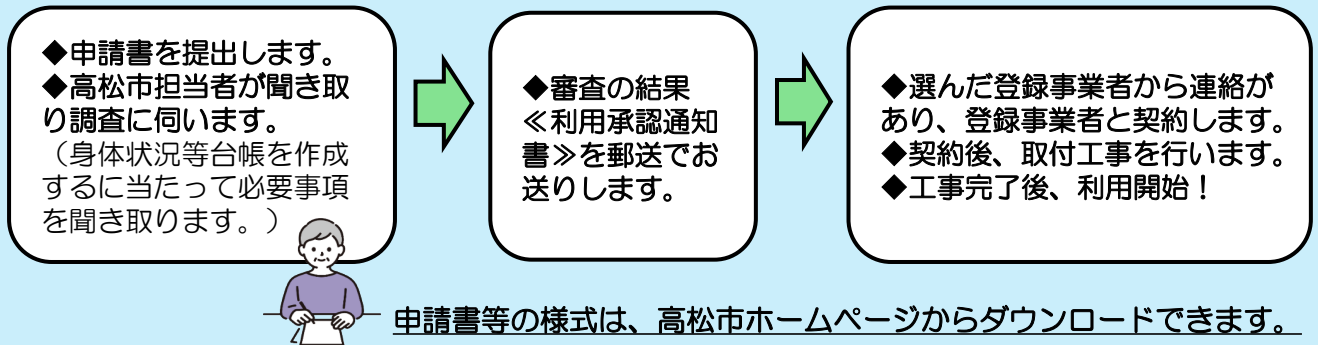 ◆申請書を提出します。
◆高松市担当者が聞き取
り調査に伺います。
（身体状況等台帳を作成
するに当たって必要事項
を聞き取ります。）
◆審査の結果
≪利用承認通知
書≫を郵送でお
送りします。
◆選んだ登録事業者から連絡が
あり、登録事業者と契約します。
◆契約後、取付工事を行います。
◆工事完了後、利用開始！
申請書等の様式は、高松市ホームページからダウンロードできます。